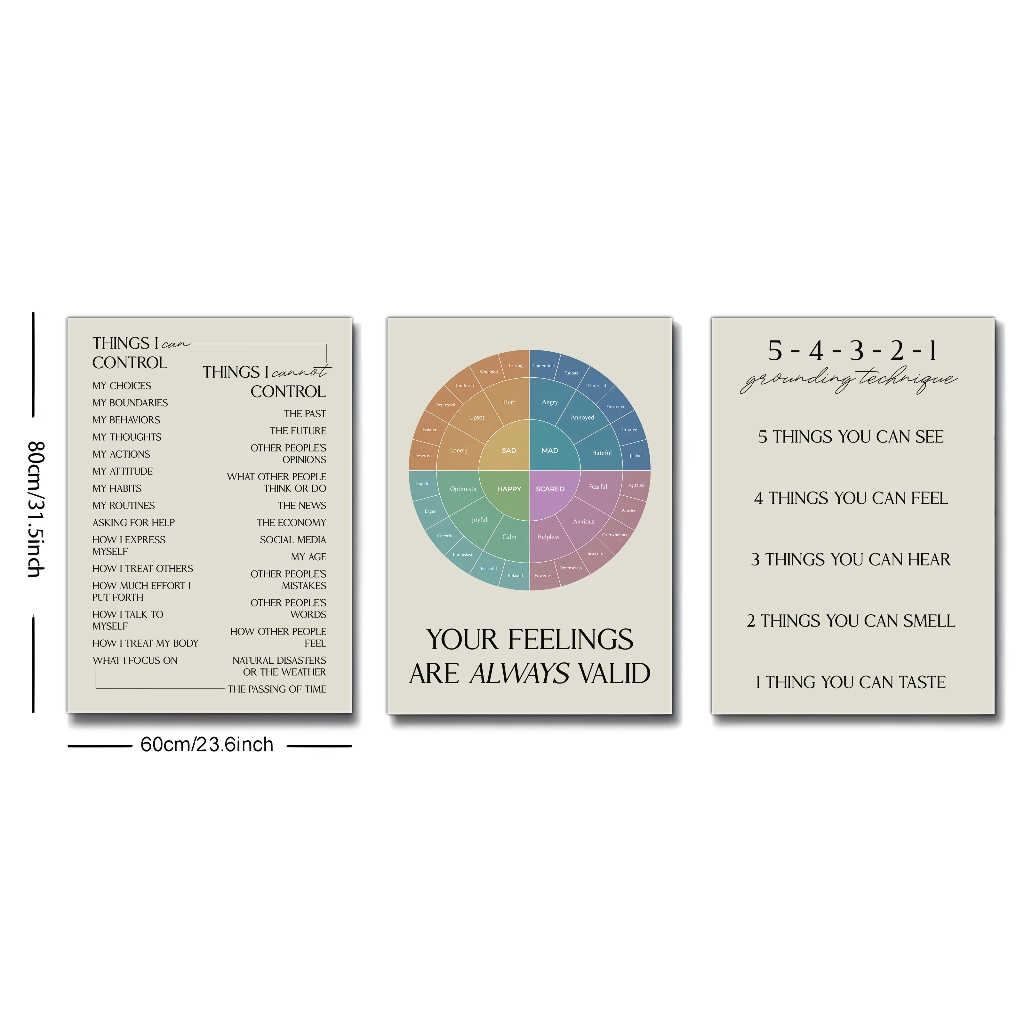 80cm/31.5inch
THINGS I can
CONTROL
MY CHOICES
MY BOUNDARIES
MY BEHAVIORS
MY THOUGHTS
MY ACTIONS
MY ATTITUDE
MY HABITS
MY ROUTINES
ASKING FOR HELP
HOW I EXPRESS
MYSELF
HOW I TREAT OTHERS
HOW MUCH EFFORT I
PUT FORTH
HOW I TALK TO
MYSELF
HOW I TREAT MY BODY
WHAT I FOCUS ON
THINGS I cannot
CONTROL
THE PAST
THE FUTURE
OTHER PEOPLE'S
OPINIONS
WHAT OTHER PEOPLE
THINK OR DO
THE NEWS
THE ECONOMY
SOCIAL MEDIA
MY AGE
OTHER PEOPLE'S
MISTAKES
OTHER PEOPLE'S
WORDS
HOW OTHER PEOPLE
FEEL
NATURAL DISASTERS
OR THE WEATHER
THE PASSING OF TIME
60cm/23.6inch
Hurt
Angry
Upset
Annoyed
Lonely
SAD
MAD
Hateful
Optimistic
HAPPY
SCARED
Fearful
Joyful
Anxious
Calm
Helpless
YOUR FEELINGS
ARE ALWAYS VALID
5 - 4 - 3 - 2 - 1
grounding technique
5 THINGS YOU CAN SEE
4 THINGS YOU CAN FEEL
3 THINGS YOU CAN HEAR
2 THINGS YOU CAN SMELL
1 THING YOU CAN TASTE